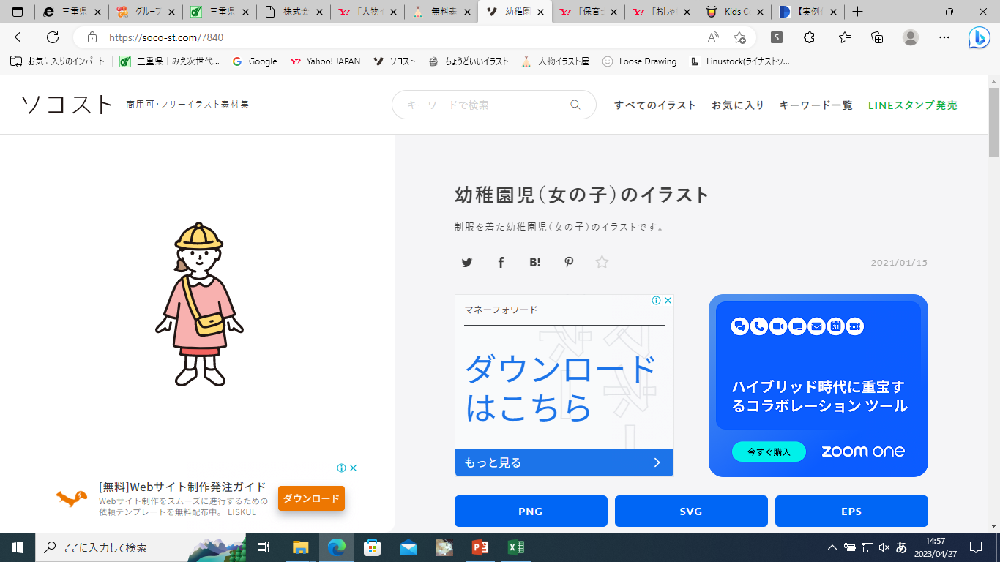 三重県
グループ
三重県
株式会
「人物イ
無料素
幼稚園
「保育士
「おしゃ
Kids C
【実例付
https://soco-st.com/7840
お気に入りのインポート
三重県｜みえ次世代...
Google
Yahoo! JAPAN
ソコスト
ちょうどいいイラスト
人物イラスト屋
Loose Drawing
Linustock(ライナストッ...
ソコスト
商用可・フリーイラスト素材集
キーワードで検索
すべてのイラスト
お気に入り
キーワード一覧
LINEスタンプ発売
幼稚園児（女の子）のイラスト
制服を着た幼稚園児（女の子）のイラストです。
B!
2021/01/15
マネーフォワード
ダウンロード
はこちら
もっと見る
31
ハイブリッド時代に重宝す
るコラボレーション ツール
今すぐ購入
zoom one
[無料]Webサイト制作発注ガイド
Webサイト制作をスムーズに進行するための
依頼テンプレートを無料配布中。 LISKUL
ダウンロード
PNG
SVG
EPS
ここに入力して検索
あ
14:57
2023/04/27